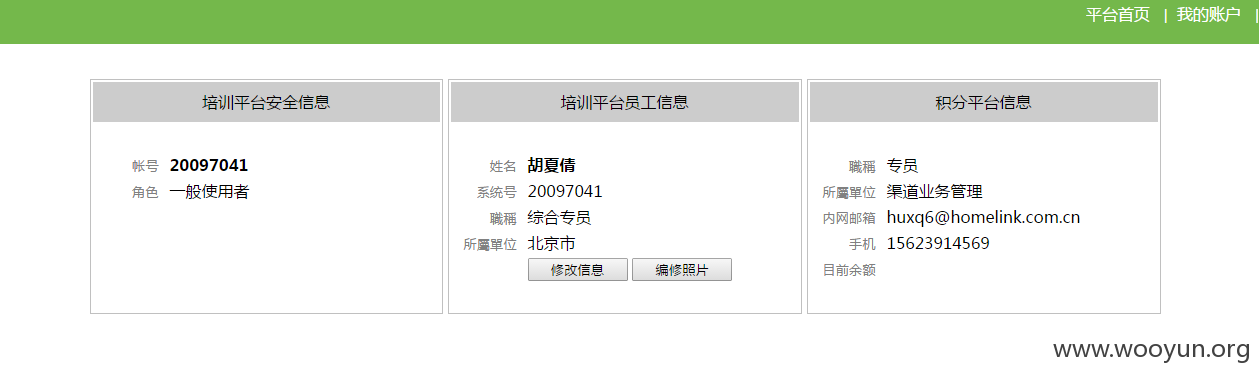 平台首页 | 我的账户 |
培训平台安全信息
帐号 20097041
角色 一般使用者
培训平台员工信息
姓名 胡夏倩
系统号 20097041
職稱 综合专员
所屬單位 北京市
修改信息 编修照片
积分平台信息
職稱 专员
所屬單位 渠道业务管理
内网邮箱 huxq6@homelink.com.cn
手机 15623914569
目前余额
www.wooyun.org